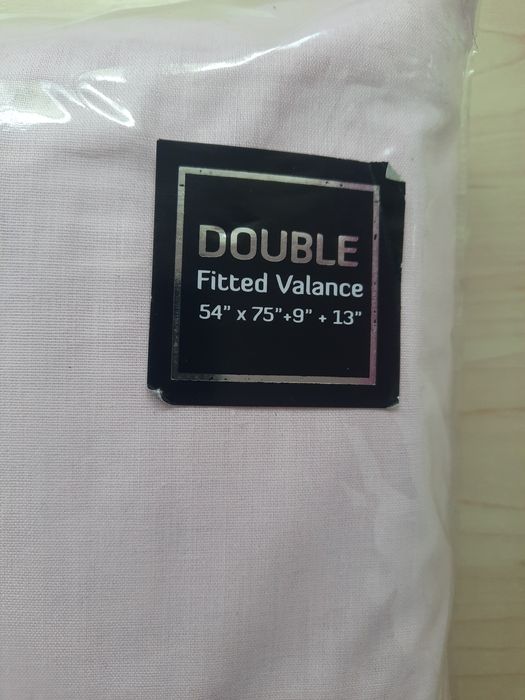 DOUBLE
Fitted Valance
54” x 75”+9” + 13”